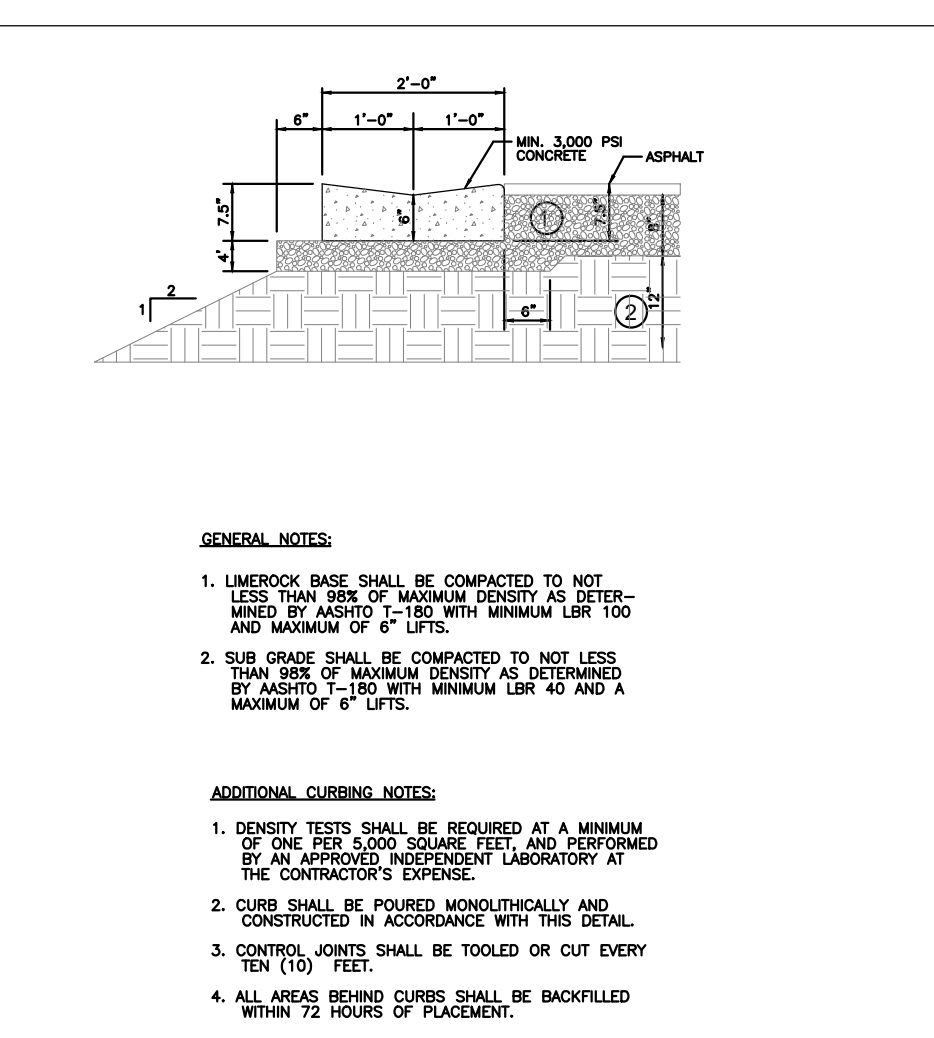 2'-0"
6"
1'-0"
1'-0"
MIN. 3,000 PSI
CONCRETE
ASPHALT
7.5"
6"
1
7.5"
8"
4'
2
1
6"
2
12"
GENERAL NOTES:
1. LIMEROCK BASE SHALL BE COMPACTED TO NOT
LESS THAN 98% OF MAXIMUM DENSITY AS DETER-
MINED BY AASHTO T-180 WITH MINIMUM LBR 100
AND MAXIMUM OF 6" LIFTS.
2. SUB GRADE SHALL BE COMPACTED TO NOT LESS
THAN 98% OF MAXIMUM DENSITY AS DETERMINED
BY AASHTO T-180 WITH MINIMUM LBR 40 AND A
MAXIMUM OF 6" LIFTS.
ADDITIONAL CURBING NOTES:
1. DENSITY TESTS SHALL BE REQUIRED AT A MINIMUM
OF ONE PER 5,000 SQUARE FEET, AND PERFORMED
BY AN APPROVED INDEPENDENT LABORATORY AT
THE CONTRACTOR'S EXPENSE.
2. CURB SHALL BE POURED MONOLITHICALLY AND
CONSTRUCTED IN ACCORDANCE WITH THIS DETAIL.
3. CONTROL JOINTS SHALL BE TOOLED OR CUT EVERY
TEN (10) FEET.
4. ALL AREAS BEHIND CURBS SHALL BE BACKFILLED
WITHIN 72 HOURS OF PLACEMENT.